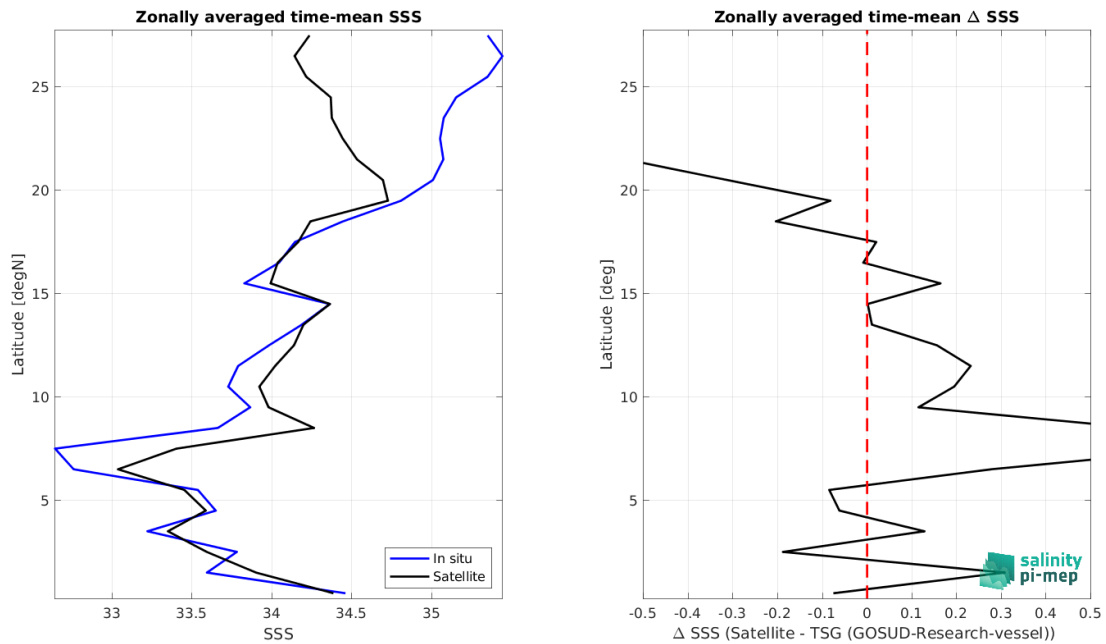 Zonally averaged time-mean SSS
Latitude [degN]
25
20
15
10
5
33
33.5
34
34.5
35
SSS
In situ
Satellite
Zonally averaged time-mean Δ SSS
Latitude [deg]
25
20
15
10
5
-0.5
-0.4
-0.3
-0.2
-0.1
0
0.1
0.2
0.3
0.4
0.5
Δ SSS (Satellite - TSG (GOSUD-Research-vessel))
salinity
pi-mep